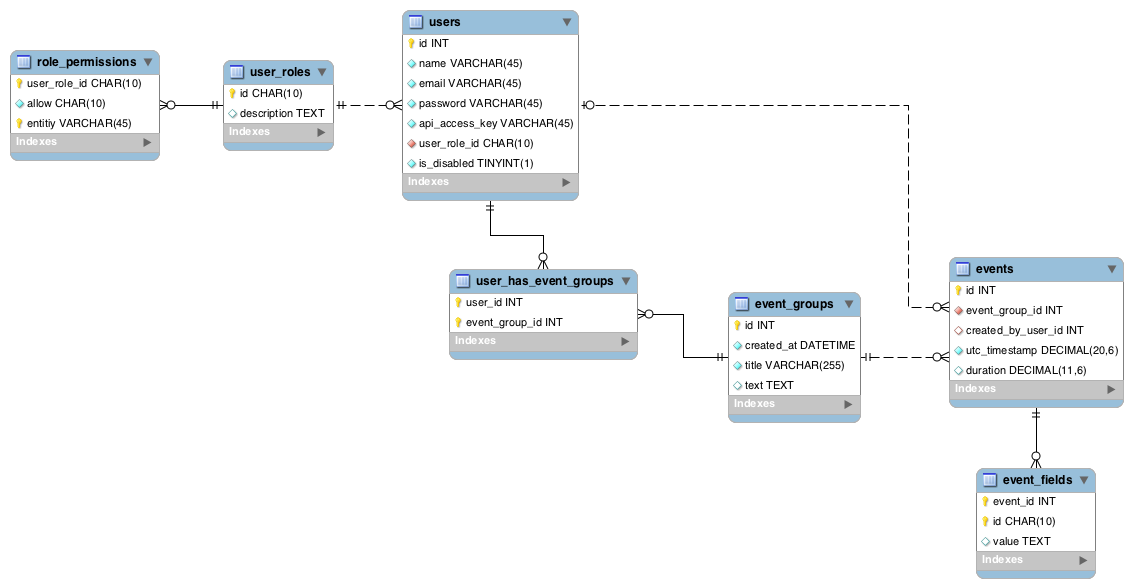 role_permissions
user_role_id CHAR(10)
allow CHAR(10)
entitiy VARCHAR(45)
Indexes
user_roles
id CHAR(10)
description TEXT
Indexes
users
id INT
name VARCHAR(45)
email VARCHAR(45)
password VARCHAR(45)
api_access_key VARCHAR(45)
user_role_id CHAR(10)
is_disabled TINYINT(1)
Indexes
user_has_event_groups
user_id INT
event_group_id INT
Indexes
event_groups
id INT
created_at DATETIME
title VARCHAR(255)
text TEXT
Indexes
events
id INT
event_group_id INT
created_by_user_id INT
utc_timestamp DECIMAL(20,6)
duration DECIMAL(11,6)
Indexes
event_fields
event_id INT
id CHAR(10)
value TEXT
Indexes